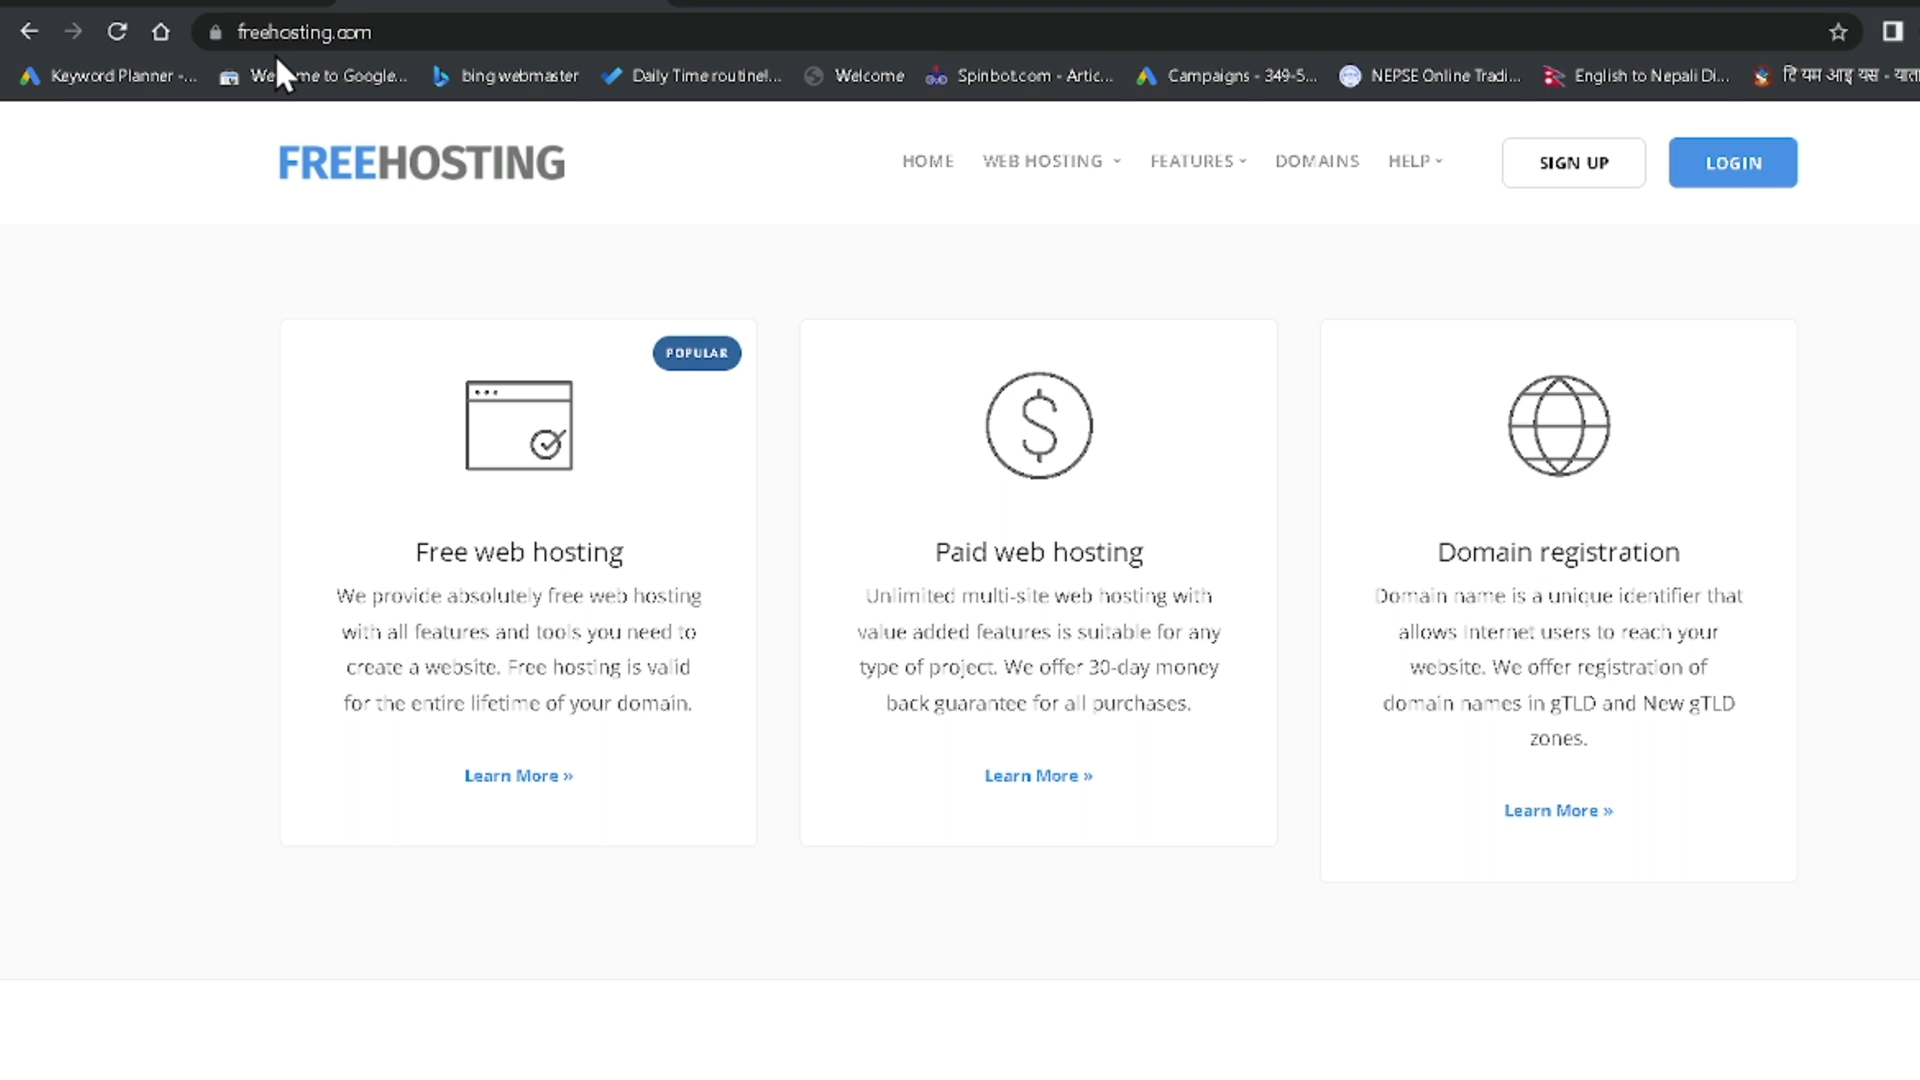 freehosting.com
Keyword Planner -... to Google... bing webmaster Daily Time routine!... Welcome Spinbot.com - Artic... Campaigns - 349-5... NEPSE Online Tradi... English to Nepali Di... दि यम आइ यस - याता
FREEHOSTING HOME WEB HOSTING FEATURES DOMAINS HELP SIGN UP LOGIN
POPULAR
Free web hosting
We provide absolutely free web hosting
with all features and tools you need to
create a website. Free hosting is valid
for the entire lifetime of your domain.
Learn More »
Paid web hosting
Unlimited multi-site web hosting with
value added features is suitable for any
type of project. We offer 30-day money
back guarantee for all purchases.
Learn More »
Domain registration
Domain name is a unique identifier that
allows Internet users to reach your
website. We offer registration of
domain names in gTLD and New gTLD
zones.
Learn More »